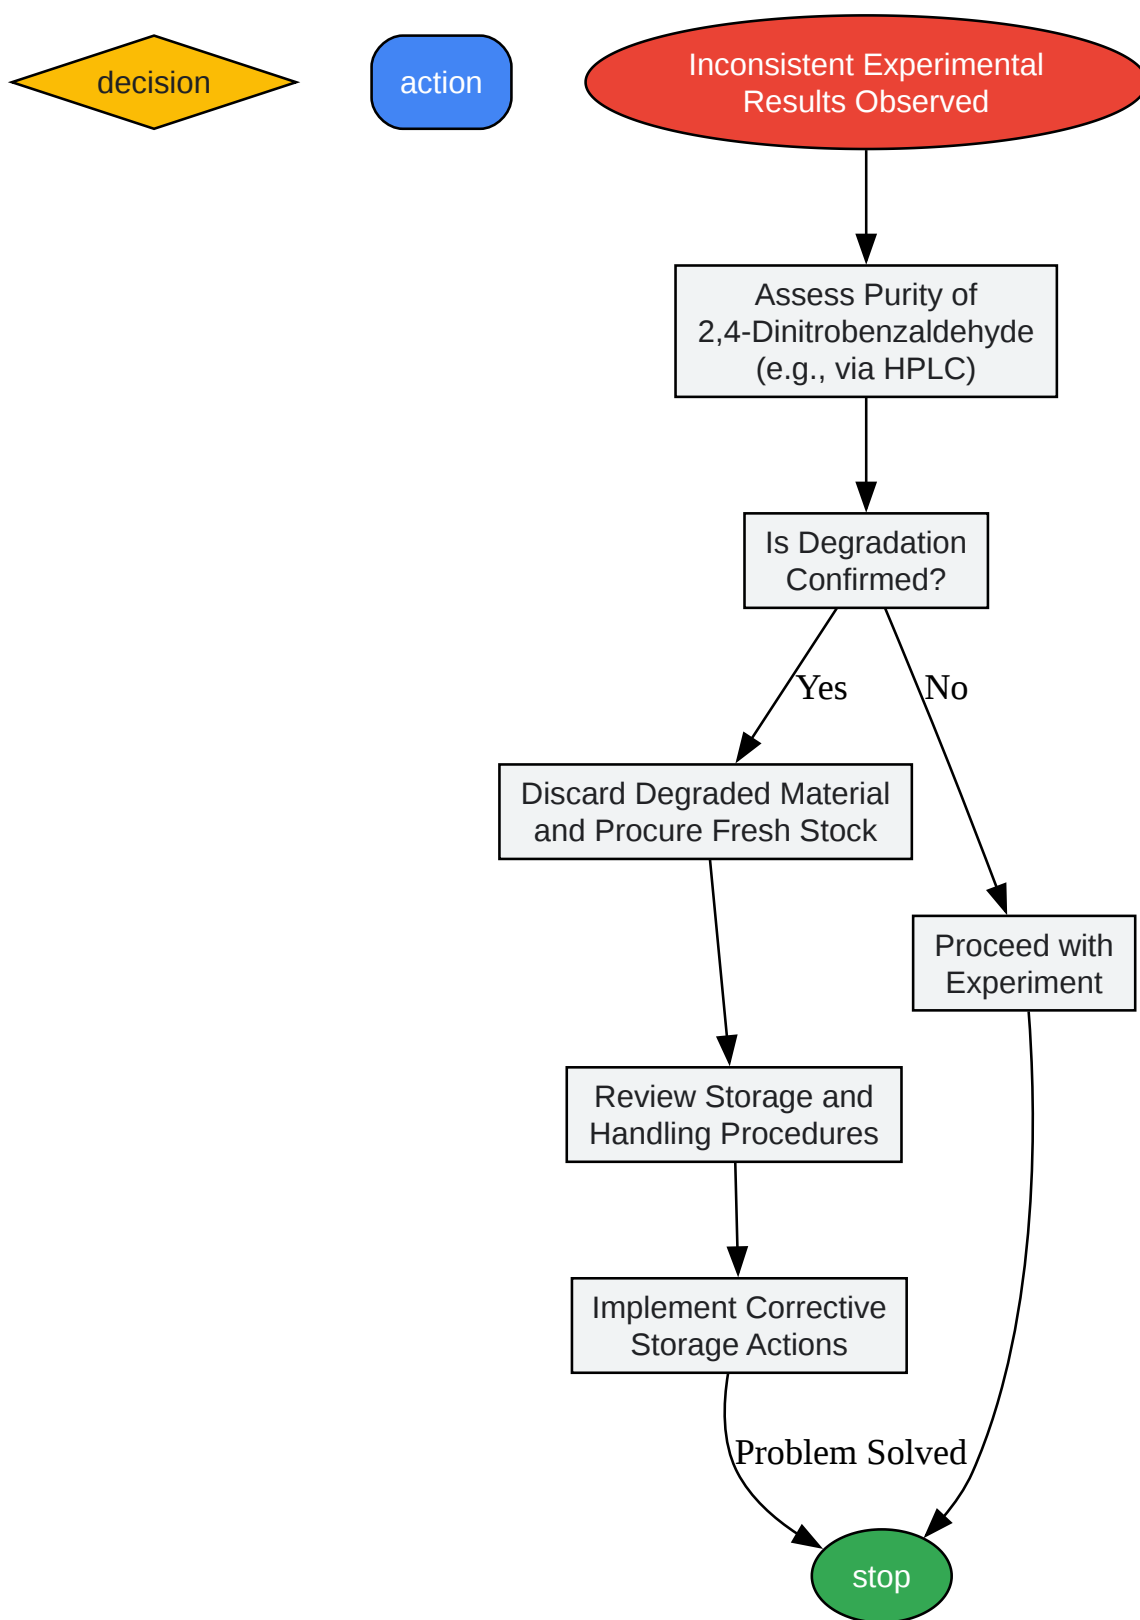 decision
action
Inconsistent Experimental
Results Observed
Assess Purity of
2,4-Dinitrobenzaldehyde
(e.g., via HPLC)
Is Degradation
Confirmed?
Yes
No
Discard Degraded Material
and Procure Fresh Stock
Proceed with
Experiment
Review Storage and
Handling Procedures
Implement Corrective
Storage Actions
Problem Solved
stop